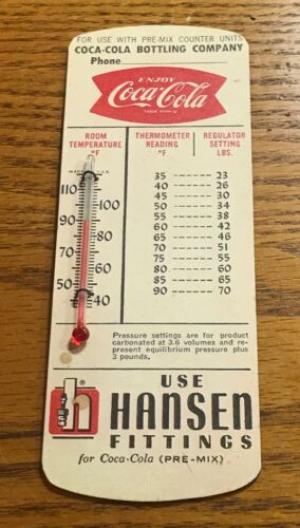 FOR USE WITH PRE-MIX COUNTER UNITS
COCA-COLA BOTTLING COMPANY
Phone
ENJOY
Coca-Cola
ROOM TEMPERATURE °F
THERMOMETER READING °F
REGULATOR SETTING LBS.
35 23
40 26
45 30
50 34
55 38
60 42
65 46
70 51
75 55
80 60
85 65
90 70
110
100
90
80
70
60
50
40
Pressure settings are for product
carbonated at 3.6 volumes and re-
present equilibrium pressure plus
3 pounds.
h
USE
HANSEN
FITTINGS
for Coca-Cola (PRE-MIX)